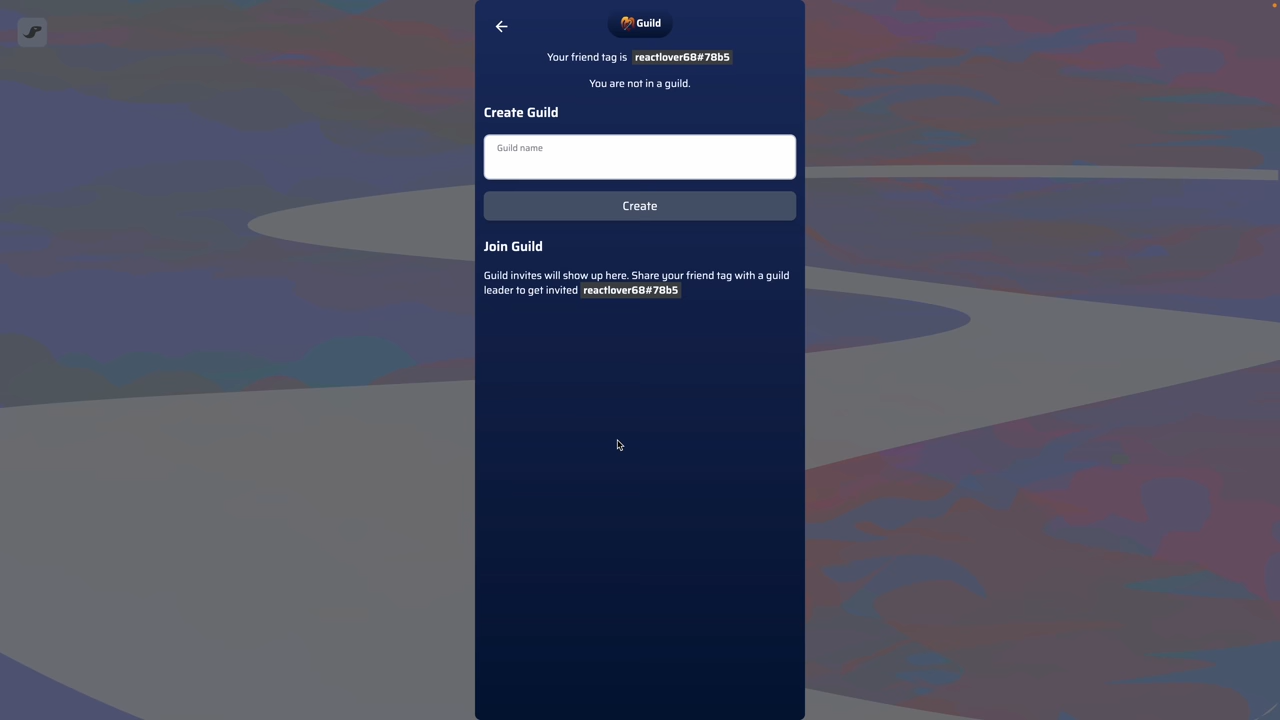 Guild
Your friend tag is reactlover68#78b5
You are not in a guild.
Create Guild
Guild name
Create
Join Guild
Guild invites will show up here. Share your friend tag with a guild
leader to get invited reactlover68#78b5